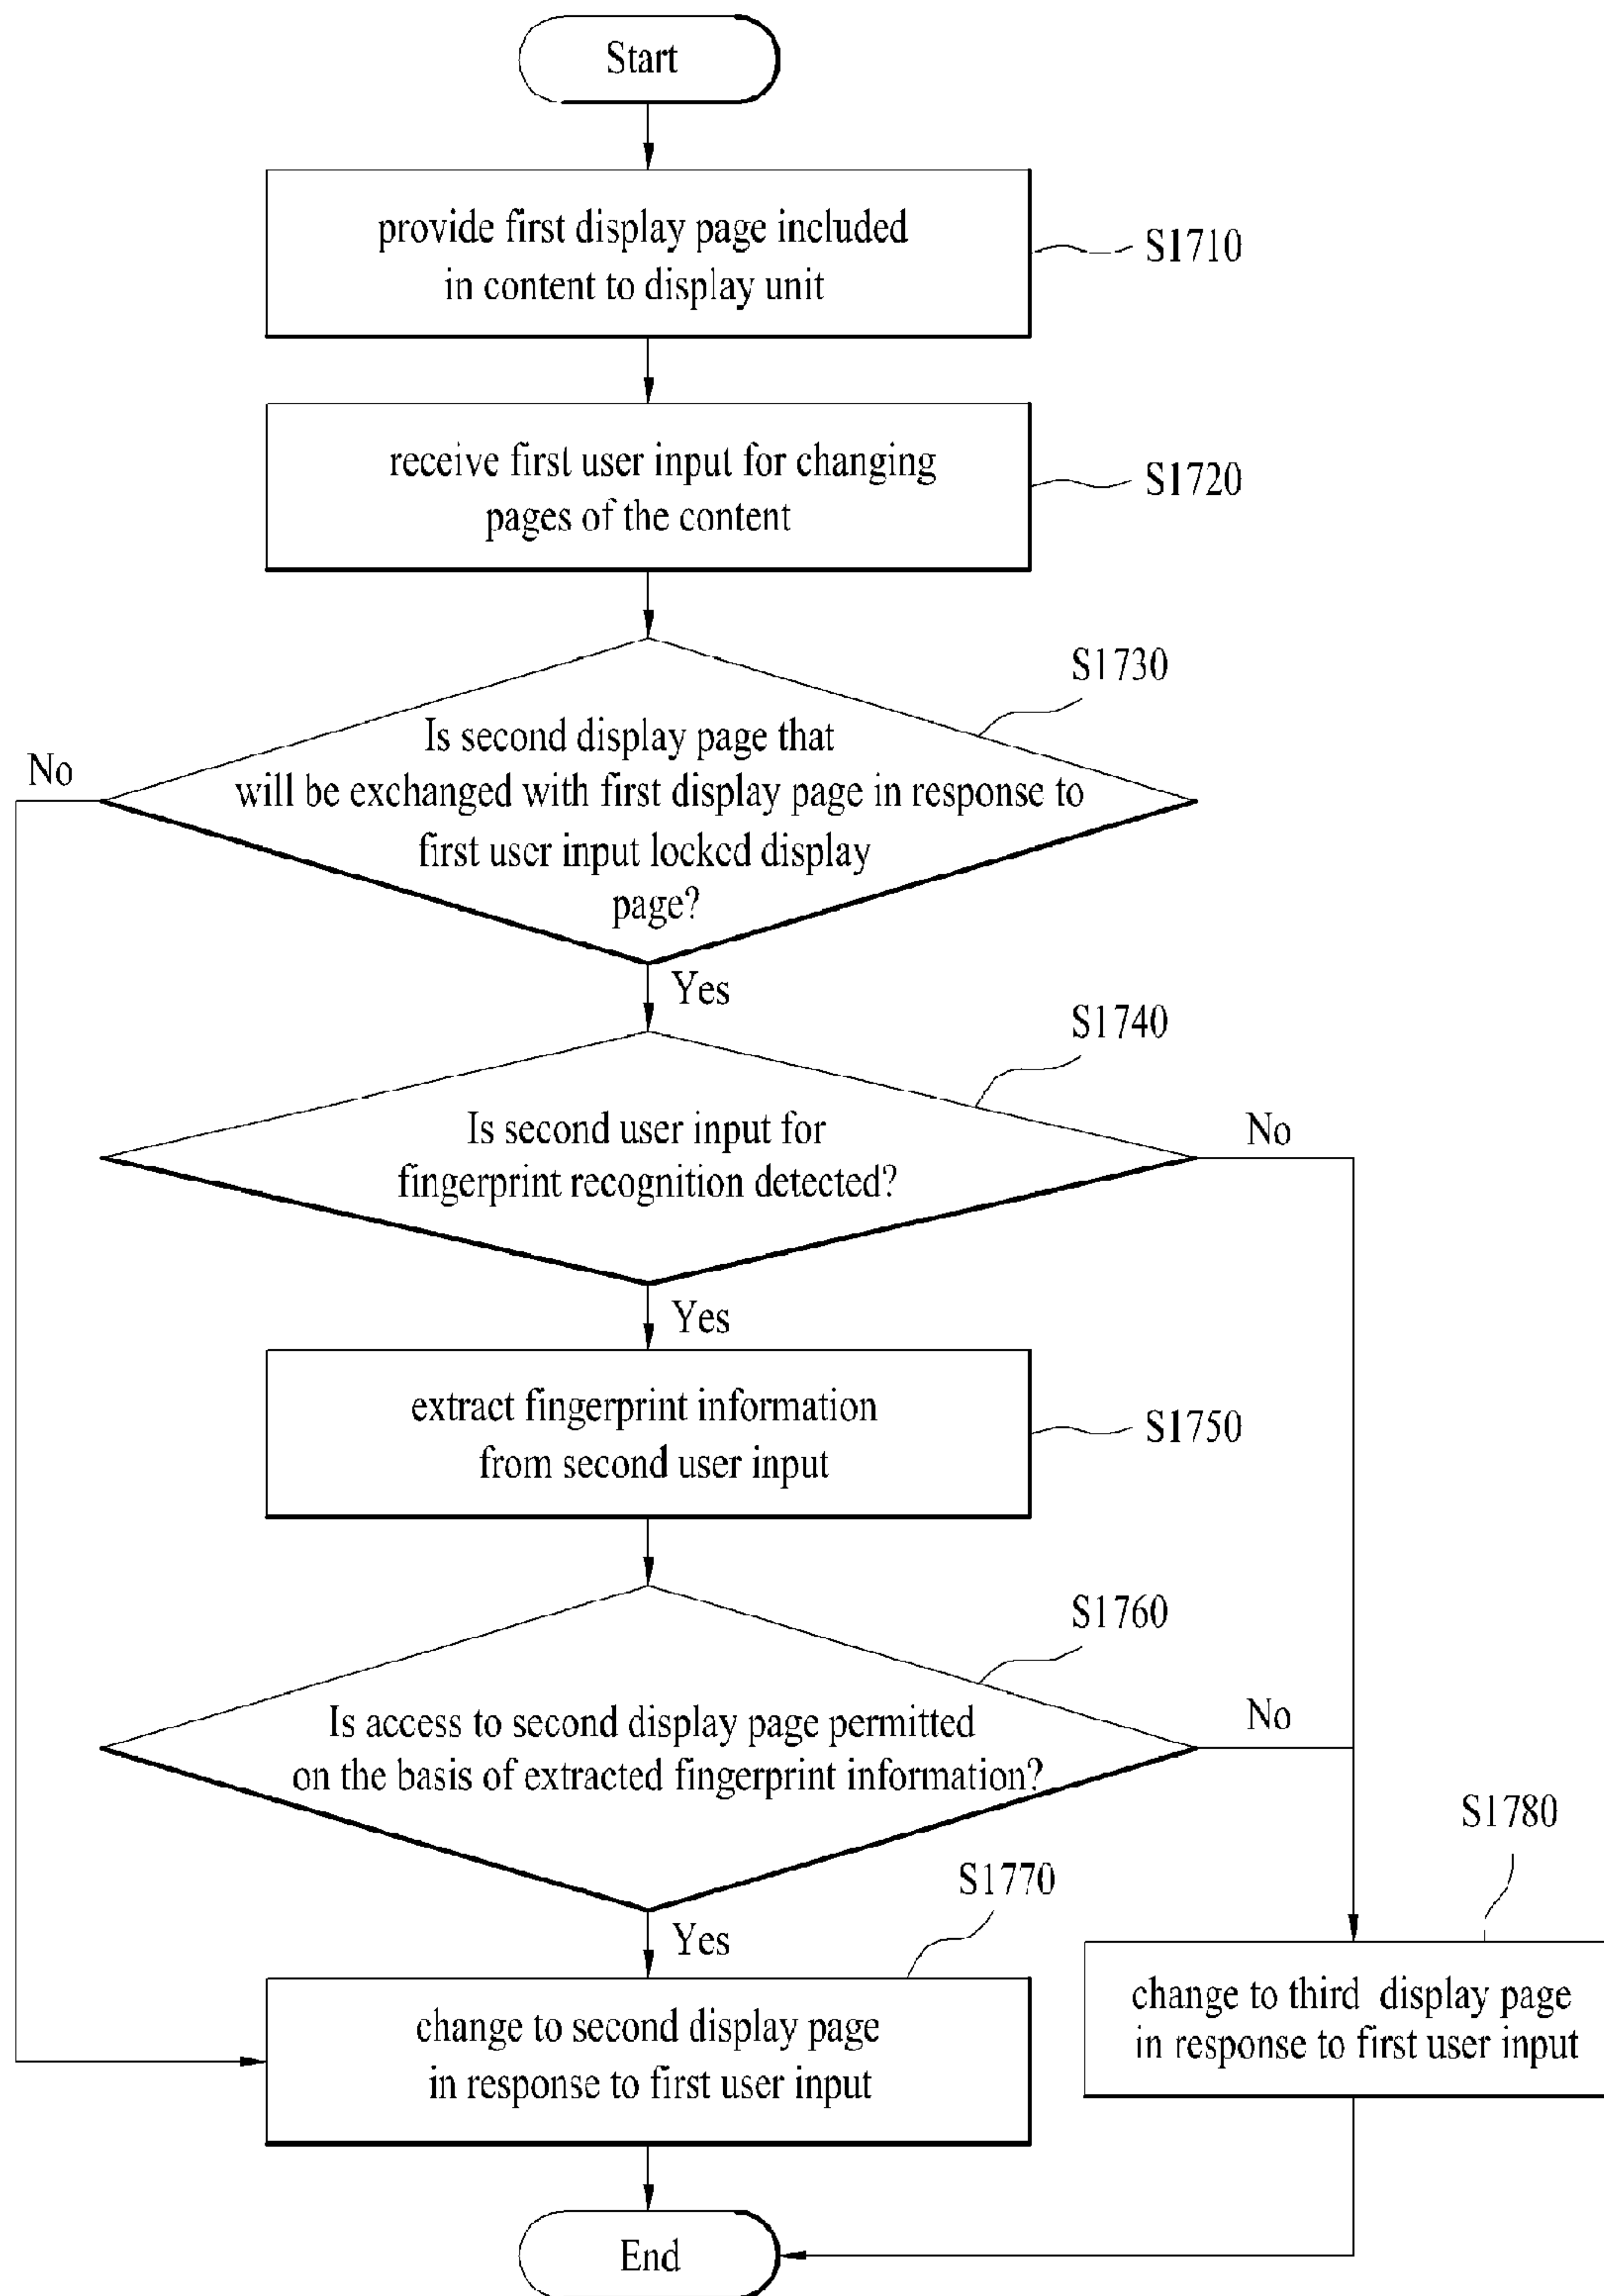 Start
provide first display page included
in content to display unit
S1710
receive first user input for changing
pages of the content
S1720
S1730
Is second display page that
will be exchanged with first display page in response to
first user input locked display
page?
No
Yes
S1740
Is second user input for
fingerprint recognition detected?
No
Yes
extract fingerprint information
from second user input
S1750
S1760
Is access to second display page permitted
on the basis of extracted fingerprint information?
No
Yes
S1770
change to second display page
in response to first user input
S1780
change to third display page
in response to first user input
End